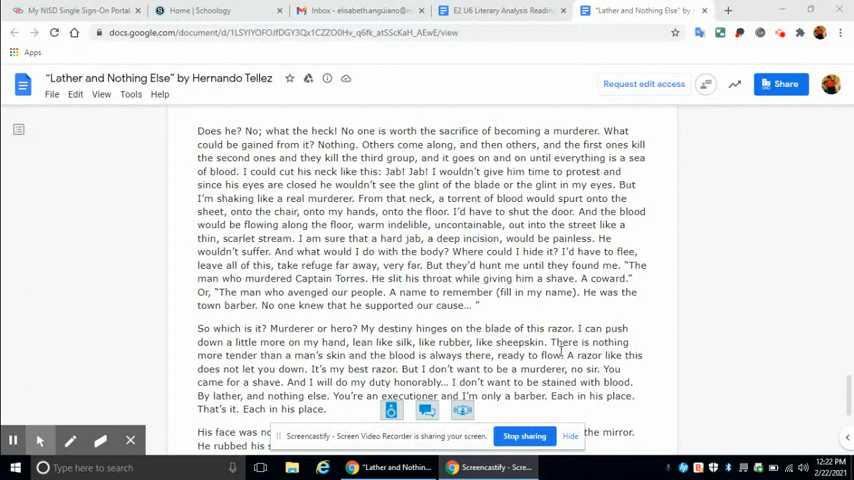 My NISD Single Sign-On Portal
Home | Schoology
Inbox - elisabeth.anguiano@n
E2 U6 Literary Analysis Reading
"Lather and Nothing Else" by H
docs.google.com/document/d/1LSYIYOFOJfDGY3Qx1CZZO0Hv_q6fk_atSScKaH_AEwE/view
Apps
"Lather and Nothing Else" by Hernando Tellez
Request edit access
Share
File Edit View Tools Help
Does he? No; what the heck! No one is worth the sacrifice of becoming a murderer. What
could be gained from it? Nothing. Others come along, and then others, and the first ones kill
the second ones and they kill the third group, and it goes on and on until everything is a sea
of blood. I could cut his neck like this: Jab! Jab! I wouldn't give him time to protest and
since his eyes are closed he wouldn't see the glint of the blade or the glint in my eyes. But
I'm shaking like a real murderer. From that neck, a torrent of blood would spurt onto the
sheet, onto the chair, onto my hands, onto the floor. I'd have to shut the door. And the blood
would be flowing along the floor, warm indelible, uncontainable, out into the street like a
thin, scarlet stream. I am sure that a hard jab, a deep incision, would be painless. He
wouldn't suffer. And what would I do with the body? Where could I hide it? I'd have to flee,
leave all of this, take refuge far away, very far. But they'd hunt me until they found me. "The
man who murdered Captain Torres. He slit his throat while giving him a shave. A coward."
Or, "The man who avenged our people. A name to remember (fill in my name). He was the
town barber. No one knew that he supported our cause… "
So which is it? Murderer or hero? My destiny hinges on the blade of this razor. I can push
down a little more on my hand, lean like silk, like rubber, like sheepskin. There is nothing
more tender than a man's skin and the blood is always there, ready to flow. A razor like this
does not let you down. It's my best razor. But I don't want to be a murderer, no sir. You
came for a shave. And I will do my duty honorably… I don't want to be stained with blood.
By lather, and nothing else. You're an executioner and I'm only a barber. Each in his place.
That's it. Each in his place.
His face was no
the mirror.
He rubbed his s
Screencastify - Screen Video Recorder is sharing your screen.
Stop sharing
Hide
Type here to search
"Lather and Nothin...
Screencastify - Scre...
12:22 PM
2/22/2021